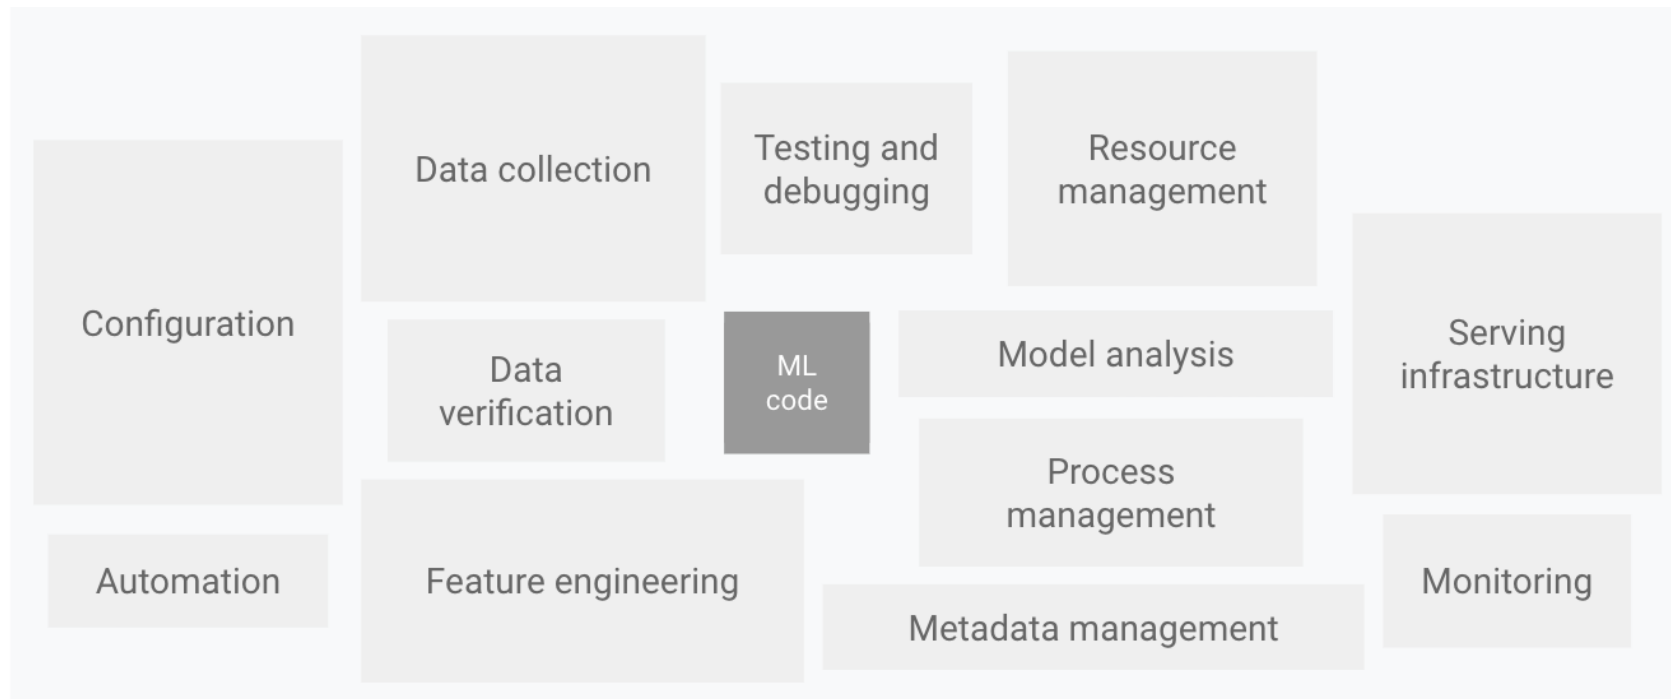 Configuration
Automation
Data collection
Data
verification
Feature engineering
Testing and
debugging
ML
code
Resource
management
Model analysis
Process
management
Metadata management
Serving
infrastructure
Monitoring